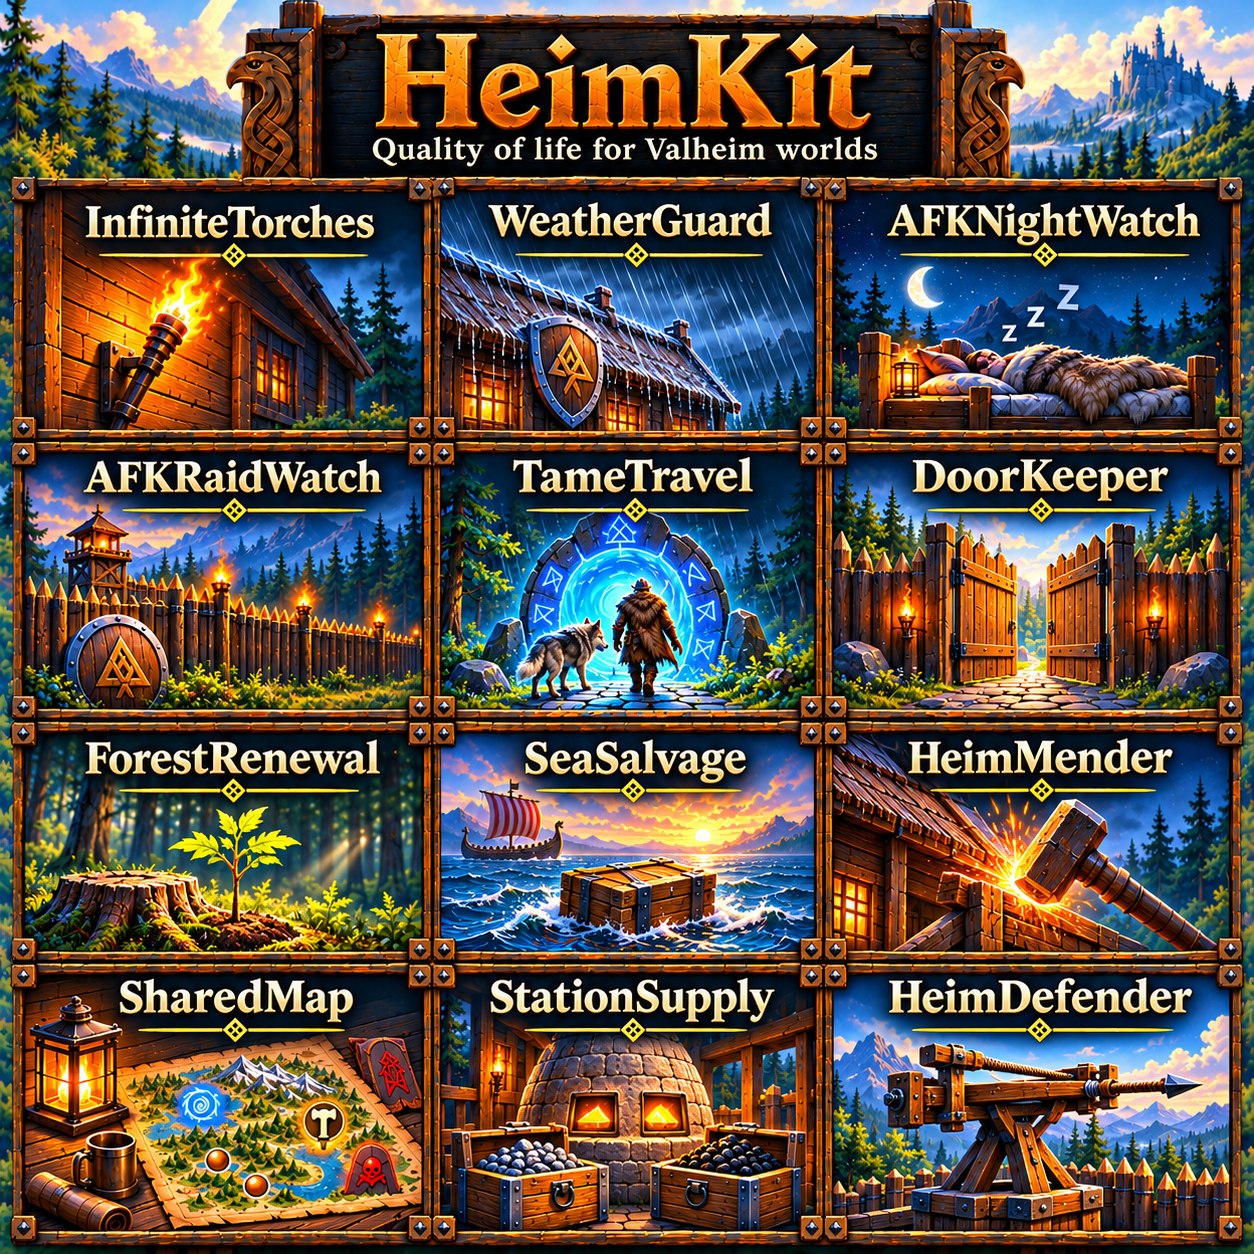 HeimKit
Quality of life for Valheim worlds
InfiniteTorches
WeatherGuard
AFKNightWatch
z z z
AFKRaidWatch
TameTravel
DoorKeeper
ForestRenewal
SeaSalvage
HeimMender
SharedMap
StationSupply
HeimDefender